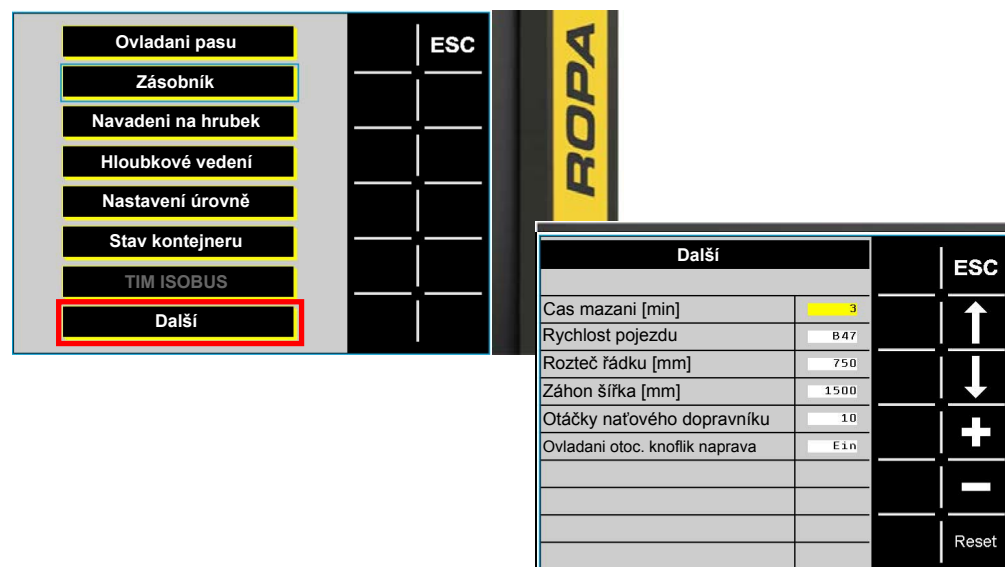 Ovladani pasu
ESC
Zásobník
Navadeni na hrubek
Hloubkové vedení
Nastavení úrovně
Stav kontejneru
TIM ISOBUS
Další
ROPA
Další
ESC
Cas mazani [min] 3
Rychlost pojezdu B47
Rozteč řádku [mm] 750
Záhon šířka [mm] 1500
Otáčky naťového dopravníku 10
Ovladani otoc. knoflik naprava Ein
Reset